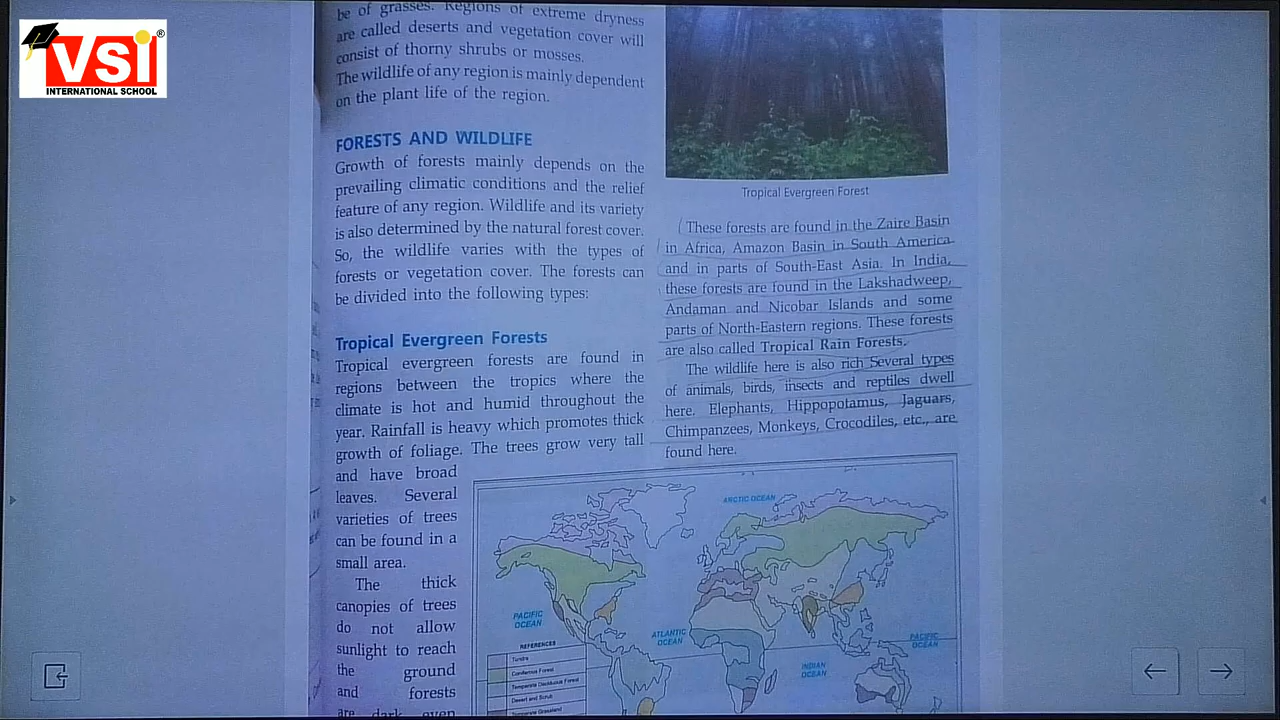 VSI
®
INTERNATIONAL SCHOOL
be of grasses. Regions of extreme dryness
are called deserts and vegetation cover will
consist of thorny shrubs or mosses.
The wildlife of any region is mainly dependent
on the plant life of the region.
FORESTS AND WILDLIFE
Growth of forests mainly depends on the
prevailing climatic conditions and the relief
feature of any region. Wildlife and its variety
is also determined by the natural forest cover.
So, the wildlife varies with the types of
forests or vegetation cover. The forests can
be divided into the following types:
Tropical Evergreen Forests
Tropical evergreen forests are found in
regions between the tropics where the
climate is hot and humid throughout the
year. Rainfall is heavy which promotes thick
growth of foliage. The trees grow very tall
and have broad
leaves. Several
varieties of trees
can be found in a
small area.
The thick
canopies of trees
do not allow
sunlight to reach
the ground
and forests
are dark even
Tropical Evergreen Forest
These forests are found in the Zaire Basin
in Africa, Amazon Basin in South America
and in parts of South-East Asia. In India,
these forests are found in the Lakshadweep,
Andaman and Nicobar Islands and some
parts of North-Eastern regions. These forests
are also called Tropical Rain Forests.
The wildlife here is also rich Several types
of animals, birds, insects and reptiles dwell
here. Elephants, Hippopotamus, Jaguars,
Chimpanzees, Monkeys, Crocodiles, etc., are
found here.
ARCTIC OCEAN
PACIFIC
OCEAN
ATLANTIC
OCEAN
PACIFIC
OCEAN
INDIAN
OCEAN
REFERENCES
Tundra
Coniferous Forest
Temperate Deciduous Forest
Desert and Scrub
Temperate Grassland